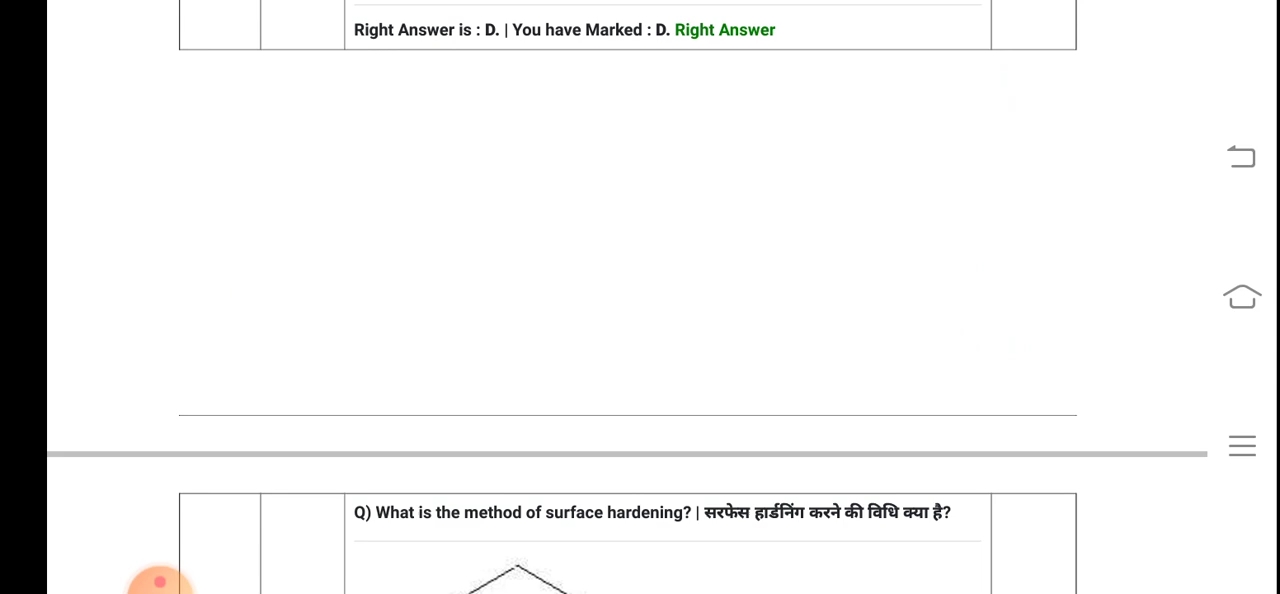 Right Answer is : D. | You have Marked : D. Right Answer
Q) What is the method of surface hardening? | सरफेस हार्डनिंग करने की विधि क्या है?